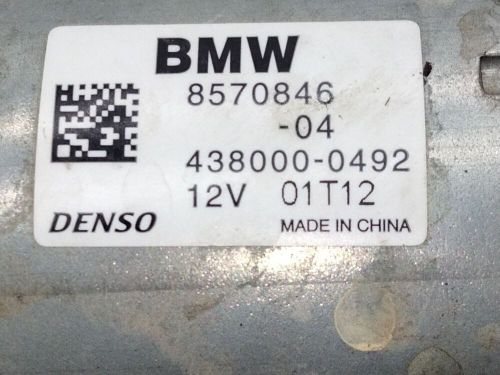 BMW
8570846
-04
438000-0492
12V 01T12
DENSO MADE IN CHINA